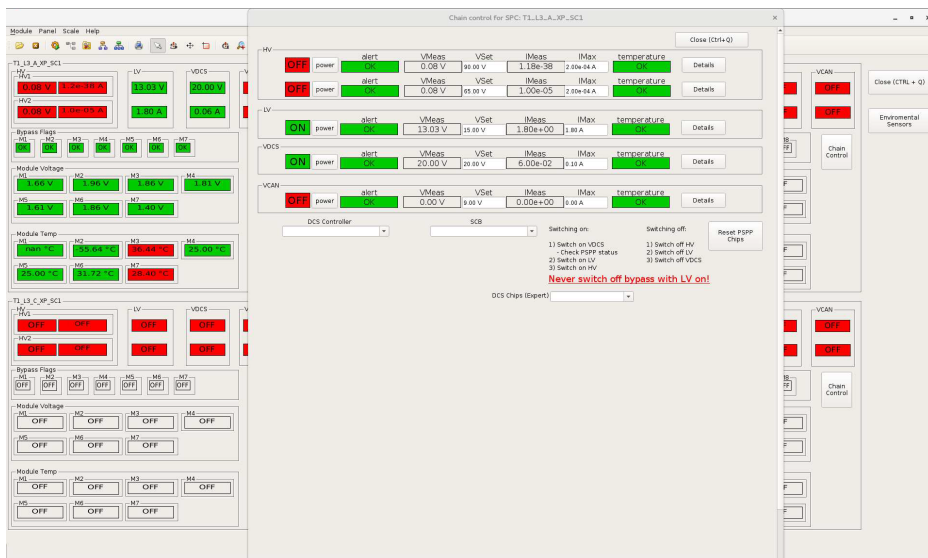 Chain control for SPC: T1_L3_A_XP_SC1
Module Panel Scale Help
Close (Ctrl+Q)
HV
alert VMeas VSet IMeas IMax temperature
OFF power OK 0.08 V 90.00 V 1.18e-38 2.00e-04 A OK Details
alert VMeas VSet IMeas IMax temperature
OFF power OK 0.08 V 65.00 V 1.00e-05 2.00e-04 A OK Details
LV
alert VMeas VSet IMeas IMax temperature
ON power OK 13.03 V 15.00 V 1.80e+00 1.80 A OK Details
VDCS
alert VMeas VSet IMeas IMax temperature
ON power OK 20.00 V 20.00 V 6.00e-02 0.10 A OK Details
VCAN
alert VMeas VSet IMeas IMax temperature
OFF power OK 0.00 V 9.00 V 0.00e+00 0.00 A OK Details
DCS Controller SCB
Switching on: Switching off:
1) Switch on VDCS 1) Switch off HV
- Check PSPP status 2) Switch off LV
2) Switch on LV 3) Switch off VDCS
3) Switch on HV
Reset PSPP
Chips
Never switch off bypass with LV on!
DCS Chips (Expert)
T1_L3_A_XP_SC1
HV LV VDCS
HV1
0.08 V 1.2e-38 A 13.03 V 20.00 V
HV2
0.08 V 1.0e-05 A 1.80 A 0.06 A
Bypass Flags
M1 M2 M3 M4 M5 M6 M7
OK OK OK OK OK OK OK
Module Voltage
M1 M2 M3 M4
1.66 V 1.96 V 1.86 V 1.81 V
M5 M6 M7
1.61 V 1.86 V 1.40 V
Module Temp
M1 M2 M3 M4
nan °C -55.64 °C 36.44 °C 25.00 °C
M5 M6 M7
25.00 °C 31.72 °C 28.40 °C
T1_L3_C_XP_SC1
HV LV VDCS
HV1
OFF OFF OFF OFF
HV2
OFF OFF OFF OFF
Bypass Flags
M1 M2 M3 M4 M5 M6 M7
OFF OFF OFF OFF OFF OFF OFF
Module Voltage
M1 M2 M3 M4
OFF OFF OFF OFF
M5 M6 M7
OFF OFF OFF
Module Temp
M1 M2 M3 M4
OFF OFF OFF OFF
M5 M6 M7
OFF OFF OFF
VCAN
OFF
OFF
Chain
Control
Close (CTRL + Q)
Enviromental
Sensors
VCAN
OFF
OFF
Chain
Control